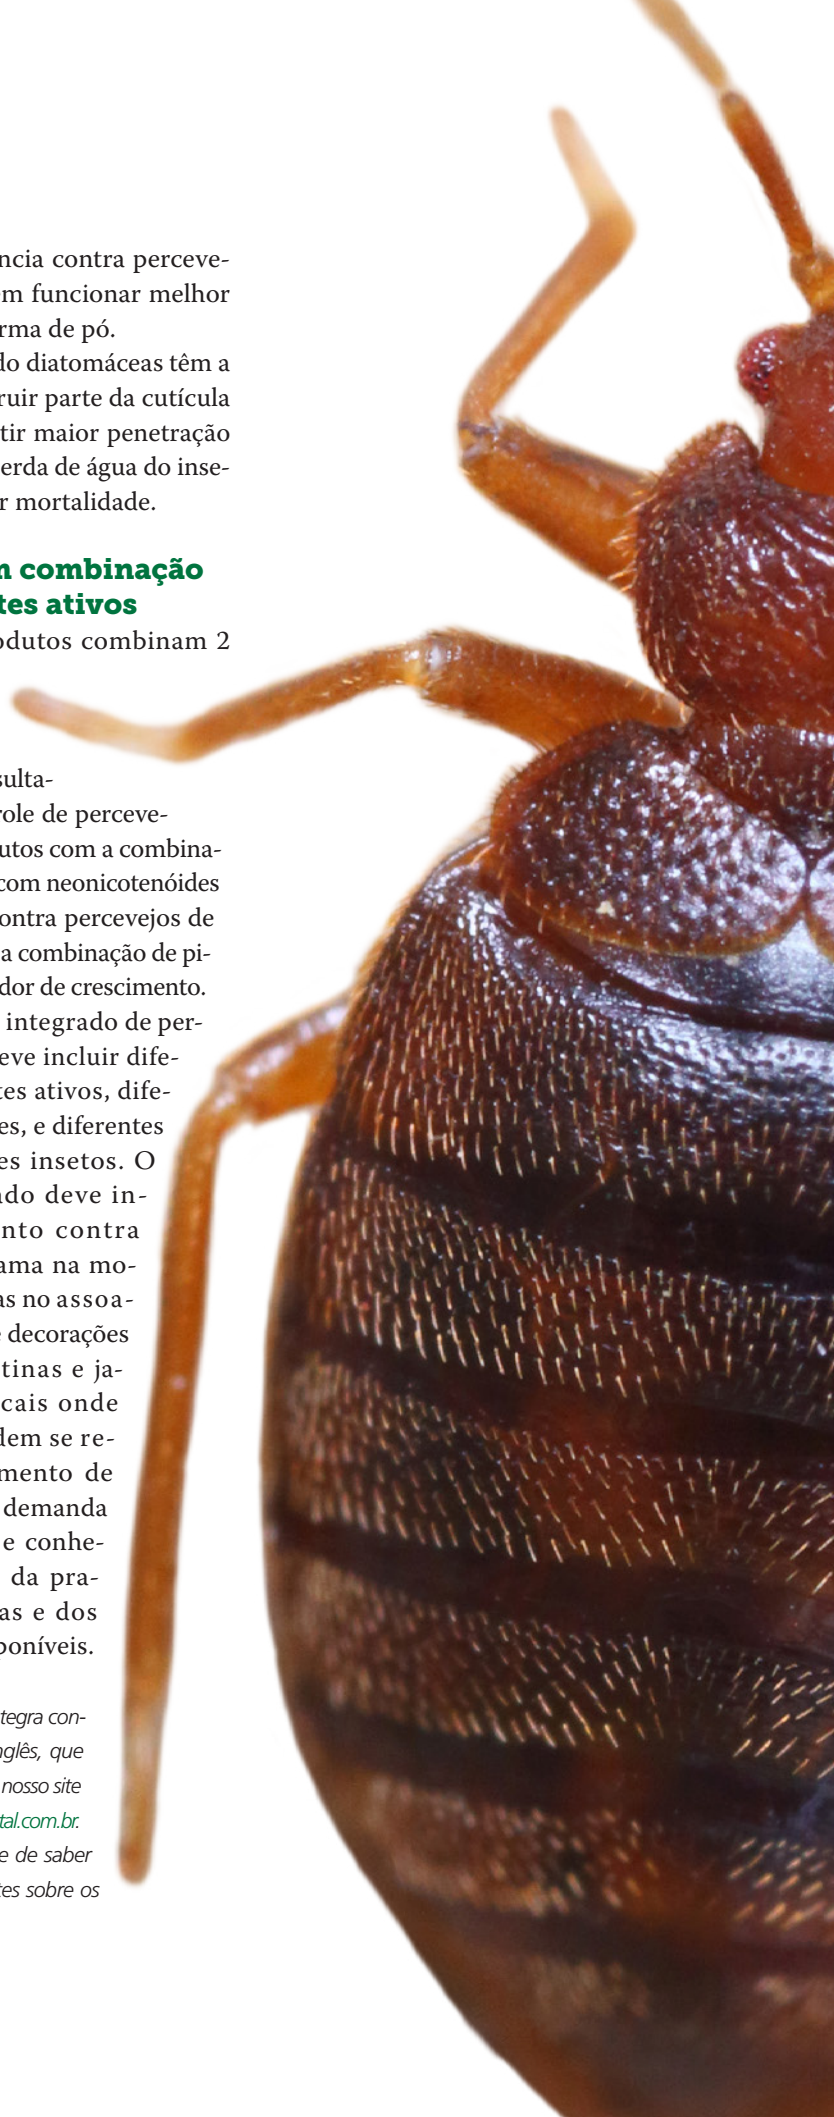 ncia contra perceve-
m funcionar melhor
rma de pó.
do diatomáceas têm a
ruir parte da cutícula
tir maior penetração
erda de água do inse-
r mortalidade.
m combinação
tes ativos
odutos combinam 2
sulta-
role de perceve-
utos com a combina-
com neonicotenóides
ontra percevejos de
a combinação de pi-
dor de crescimento.
integrado de per-
eve incluir dife-
tes ativos, dife-
es, e diferentes
es insetos. O
ado deve in-
nto contra
ama na mo-
as no assoa-
e decorações
tinas e ja-
cais onde
dem se re-
mento de
demanda
e conhe-
da pra-
as e dos
poníveis.
tegra con-
nglês, que
nosso site
tal.com.br.
e de saber
tes sobre os